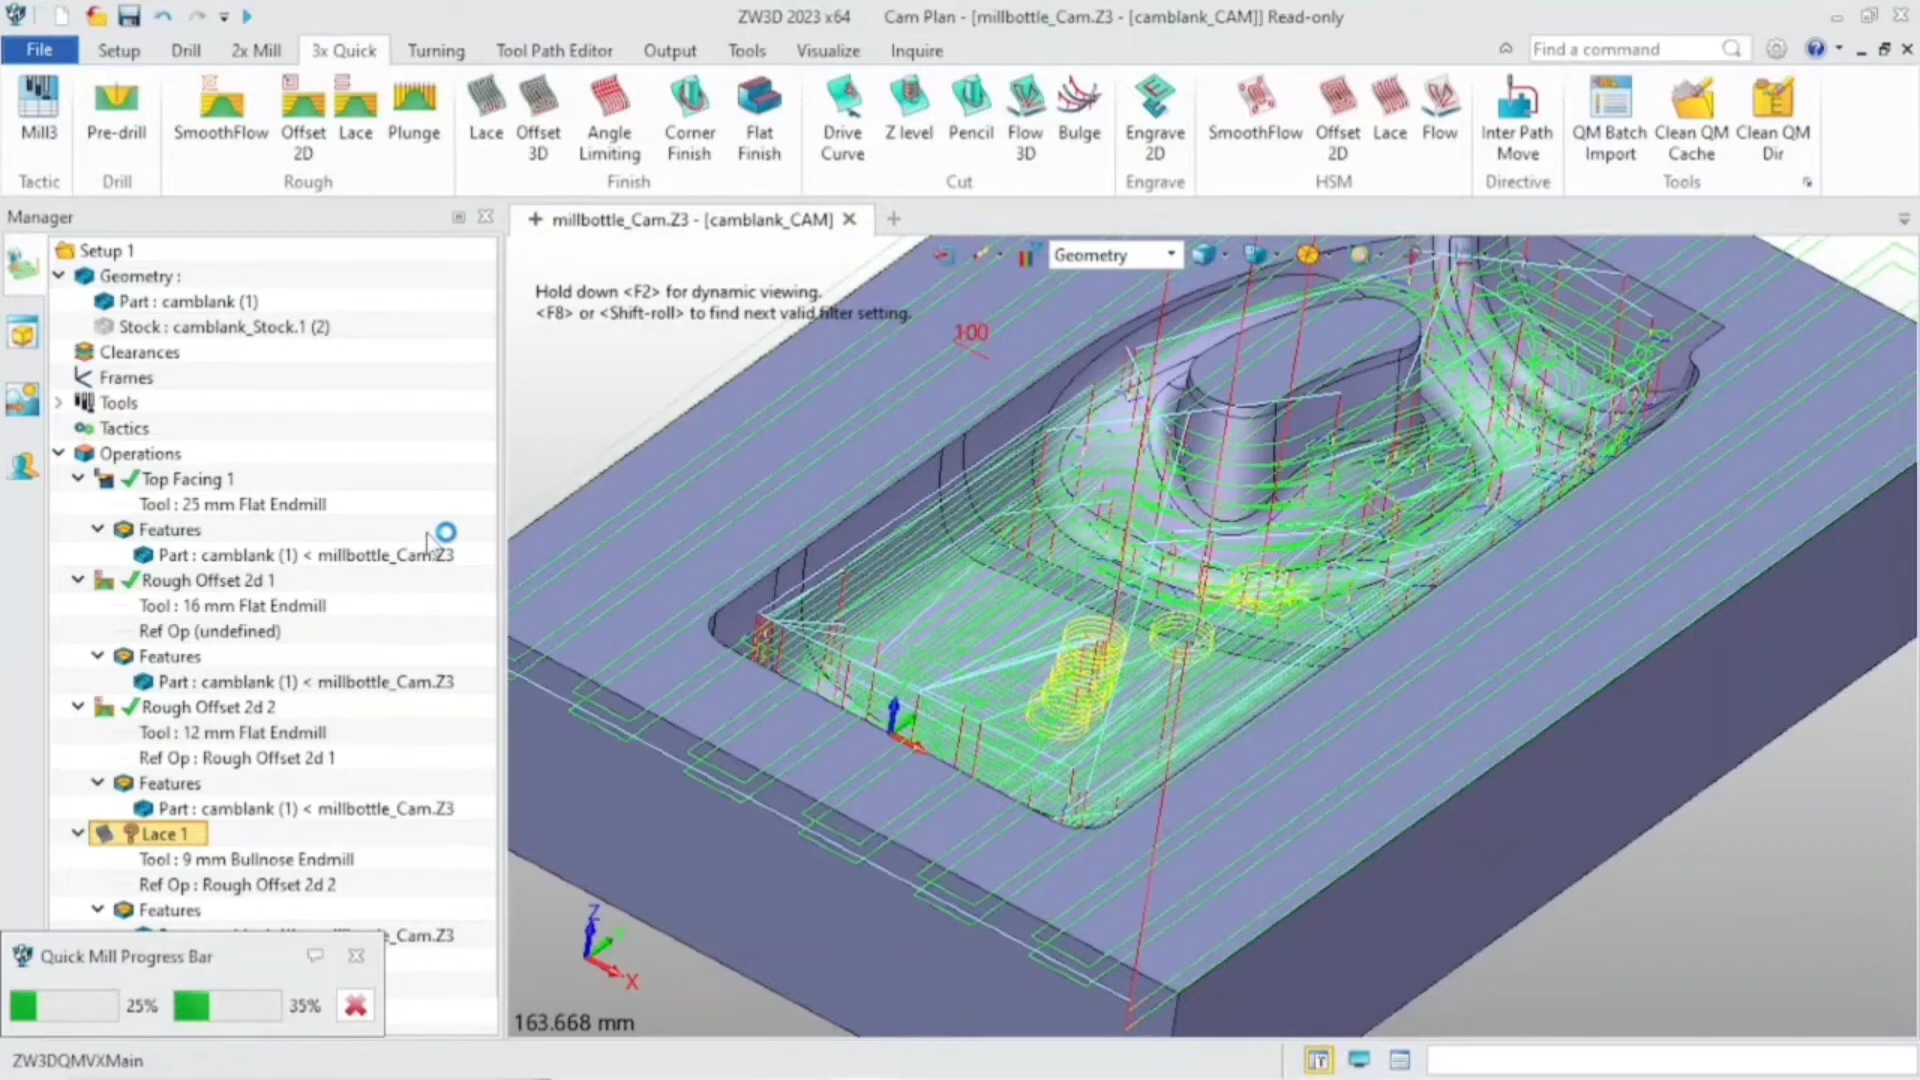 ZW3D 2023 x64 Cam Plan - [millbottle_Cam.Z3 - [camblank_CAM]] Read-only
File Setup Drill 2x Mill 3x Quick Turning Tool Path Editor Output Tools Visualize Inquire Find a command
Mill3 Pre-drill SmoothFlow Offset 2D Lace Plunge Lace Offset 3D Angle Limiting Corner Finish Flat Finish Drive Curve Z level Pencil Flow 3D Bulge Engrave 2D SmoothFlow Offset 2D Lace Flow Inter Path Move QM Batch Import Clean QM Cache Clean QM Dir
Tactic Drill Rough Finish Cut Engrave HSM Directive Tools
Manager
millbottle_Cam.Z3 - [camblank_CAM]
Setup 1
Geometry :
Part : camblank (1)
Stock : camblank_Stock.1 (2)
Clearances
Frames
Tools
Tactics
Operations
Top Facing 1
Tool : 25 mm Flat Endmill
Features
Part : camblank (1) < millbottle_Cam.Z3
Rough Offset 2d 1
Tool : 16 mm Flat Endmill
Ref Op (undefined)
Features
Part : camblank (1) < millbottle_Cam.Z3
Rough Offset 2d 2
Tool : 12 mm Flat Endmill
Ref Op : Rough Offset 2d 1
Features
Part : camblank (1) < millbottle_Cam.Z3
Lace 1
Tool : 9 mm Bullnose Endmill
Ref Op : Rough Offset 2d 2
Features
_Cam.Z3
Quick Mill Progress Bar
25% 35%
Geometry
Hold down <F2> for dynamic viewing.
<F8> or <Shift-roll> to find next valid filter setting.
100
Z
X
163.668 mm
ZW3DQMVXMain